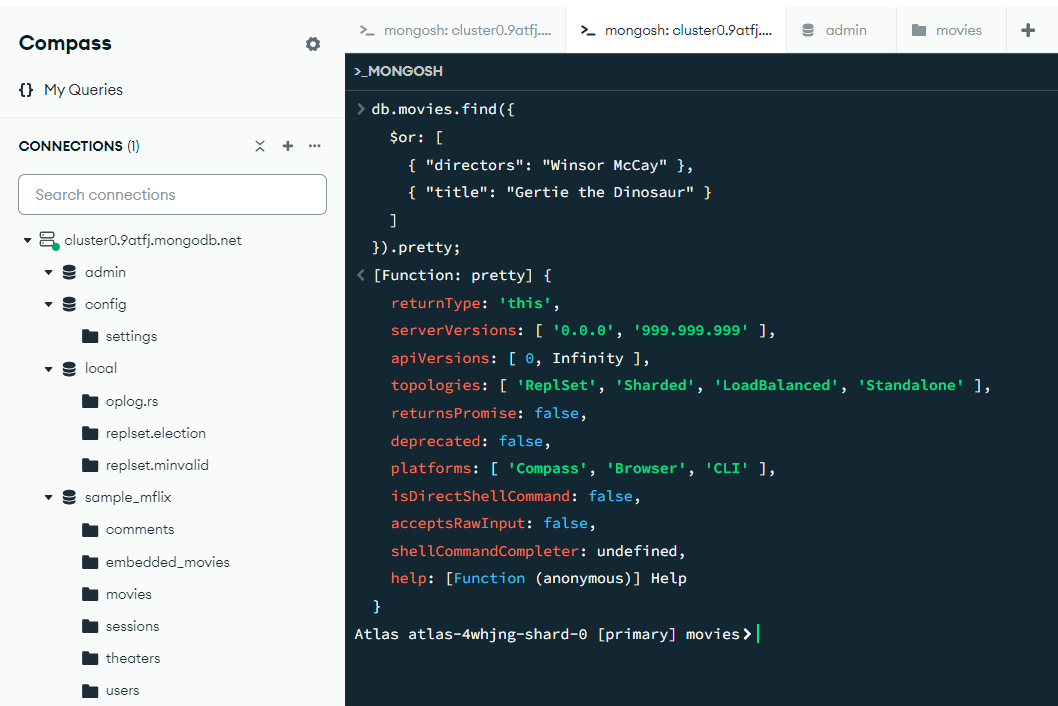 Compass
{} My Queries
CONNECTIONS (1)
Search connections
cluster0.9atfj.mongodb.net
admin
config
settings
local
oplog.rs
replset.election
replset.minvalid
sample_mflix
comments
embedded_movies
movies
sessions
theaters
users
>_ mongosh: cluster0.9atfj....
>_ mongosh: cluster0.9atfj....
admin
movies
>_MONGOSH
> db.movies.find({
$or: [
{ "directors": "Winsor McCay" },
{ "title": "Gertie the Dinosaur" }
]
}).pretty;
< [Function: pretty] {
returnType: 'this',
serverVersions: [ '0.0.0', '999.999.999' ],
apiVersions: [ 0, Infinity ],
topologies: [ 'ReplSet', 'Sharded', 'LoadBalanced', 'Standalone' ],
returnsPromise: false,
deprecated: false,
platforms: [ 'Compass', 'Browser', 'CLI' ],
isDirectShellCommand: false,
acceptsRawInput: false,
shellCommandCompleter: undefined,
help: [Function (anonymous)] Help
}
Atlas atlas-4whjng-shard-0 [primary] movies>